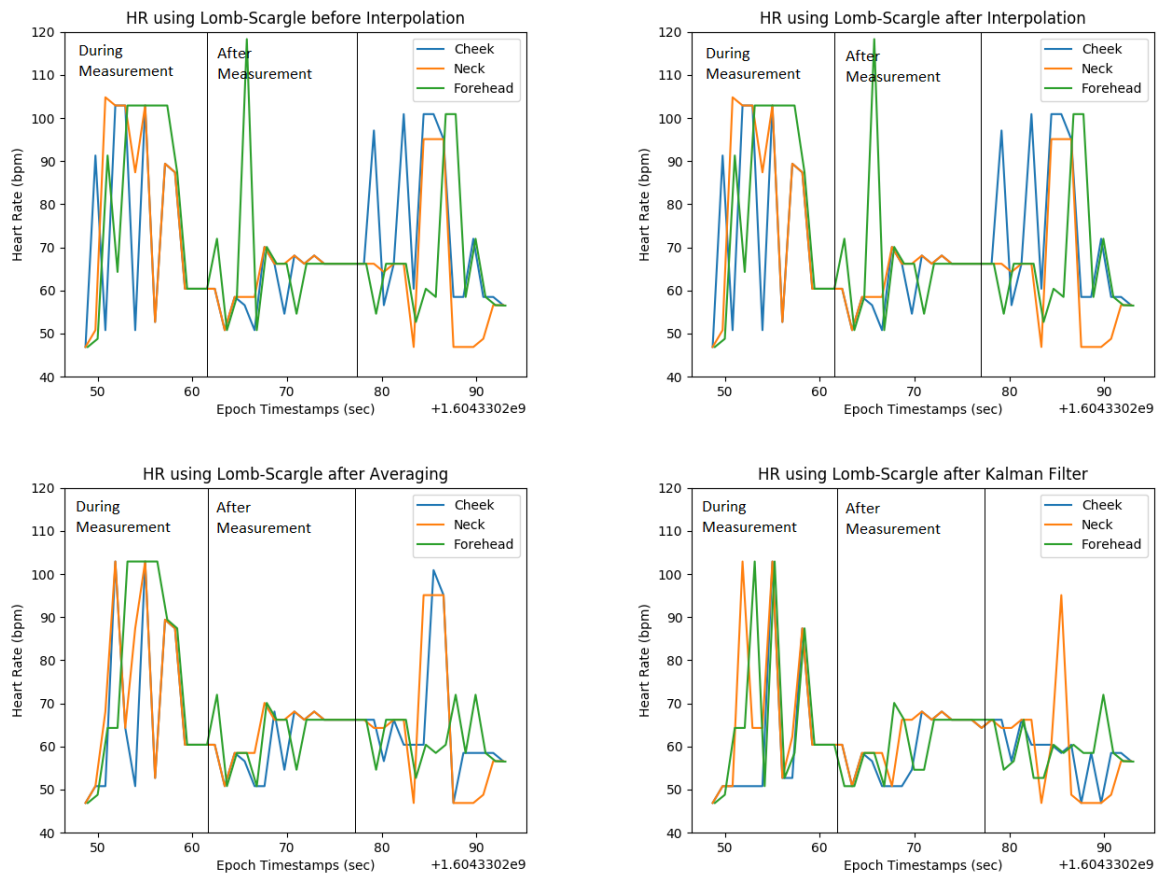 HR using Lomb-Scargle before Interpolation
120
110
100
90
80
70
60
50
40
Heart Rate (bpm)
During
Measurement
After
Measurement
Cheek
Neck
Forehead
50
60
70
80
90
Epoch Timestamps (sec)
+1.6043302e9
HR using Lomb-Scargle after Interpolation
120
110
100
90
80
70
60
50
40
Heart Rate (bpm)
During
Measurement
After
Measurement
Cheek
Neck
Forehead
50
60
70
80
90
Epoch Timestamps (sec)
+1.6043302e9
HR using Lomb-Scargle after Averaging
120
110
100
90
80
70
60
50
40
Heart Rate (bpm)
During
Measurement
After
Measurement
Cheek
Neck
Forehead
50
60
70
80
90
Epoch Timestamps (sec)
+1.6043302e9
HR using Lomb-Scargle after Kalman Filter
120
110
100
90
80
70
60
50
40
Heart Rate (bpm)
During
Measurement
After
Measurement
Cheek
Neck
Forehead
50
60
70
80
90
Epoch Timestamps (sec)
+1.6043302e9